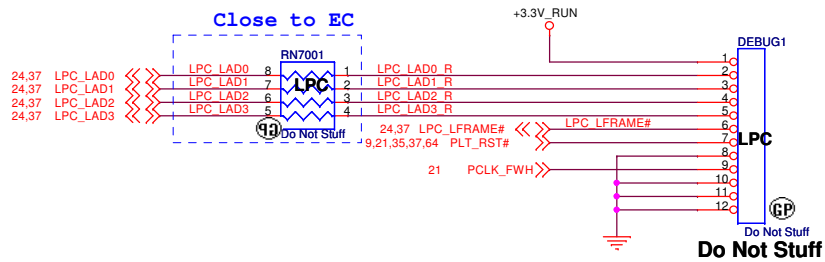 Close to EC
+3.3V_RUN
RN7001
DEBUG1
1
24,37 LPC_LAD0 LPC_LAD0 8 1 LPC_LAD0_R 2
24,37 LPC_LAD1 LPC_LAD1 7 2 LPC_LAD1_R 3
24,37 LPC_LAD2 LPC_LAD2 6 3 LPC_LAD2_R 4
24,37 LPC_LAD3 LPC_LAD3 5 4 LPC_LAD3_R 5
LPC
GP Do Not Stuff
24,37 LPC_LFRAME# LPC_LFRAME# 6
9,21,35,37,64 PLT_RST# 7
LPC
8
21 PCLK_FWH 9
10
11
12
GP
Do Not Stuff
Do Not Stuff